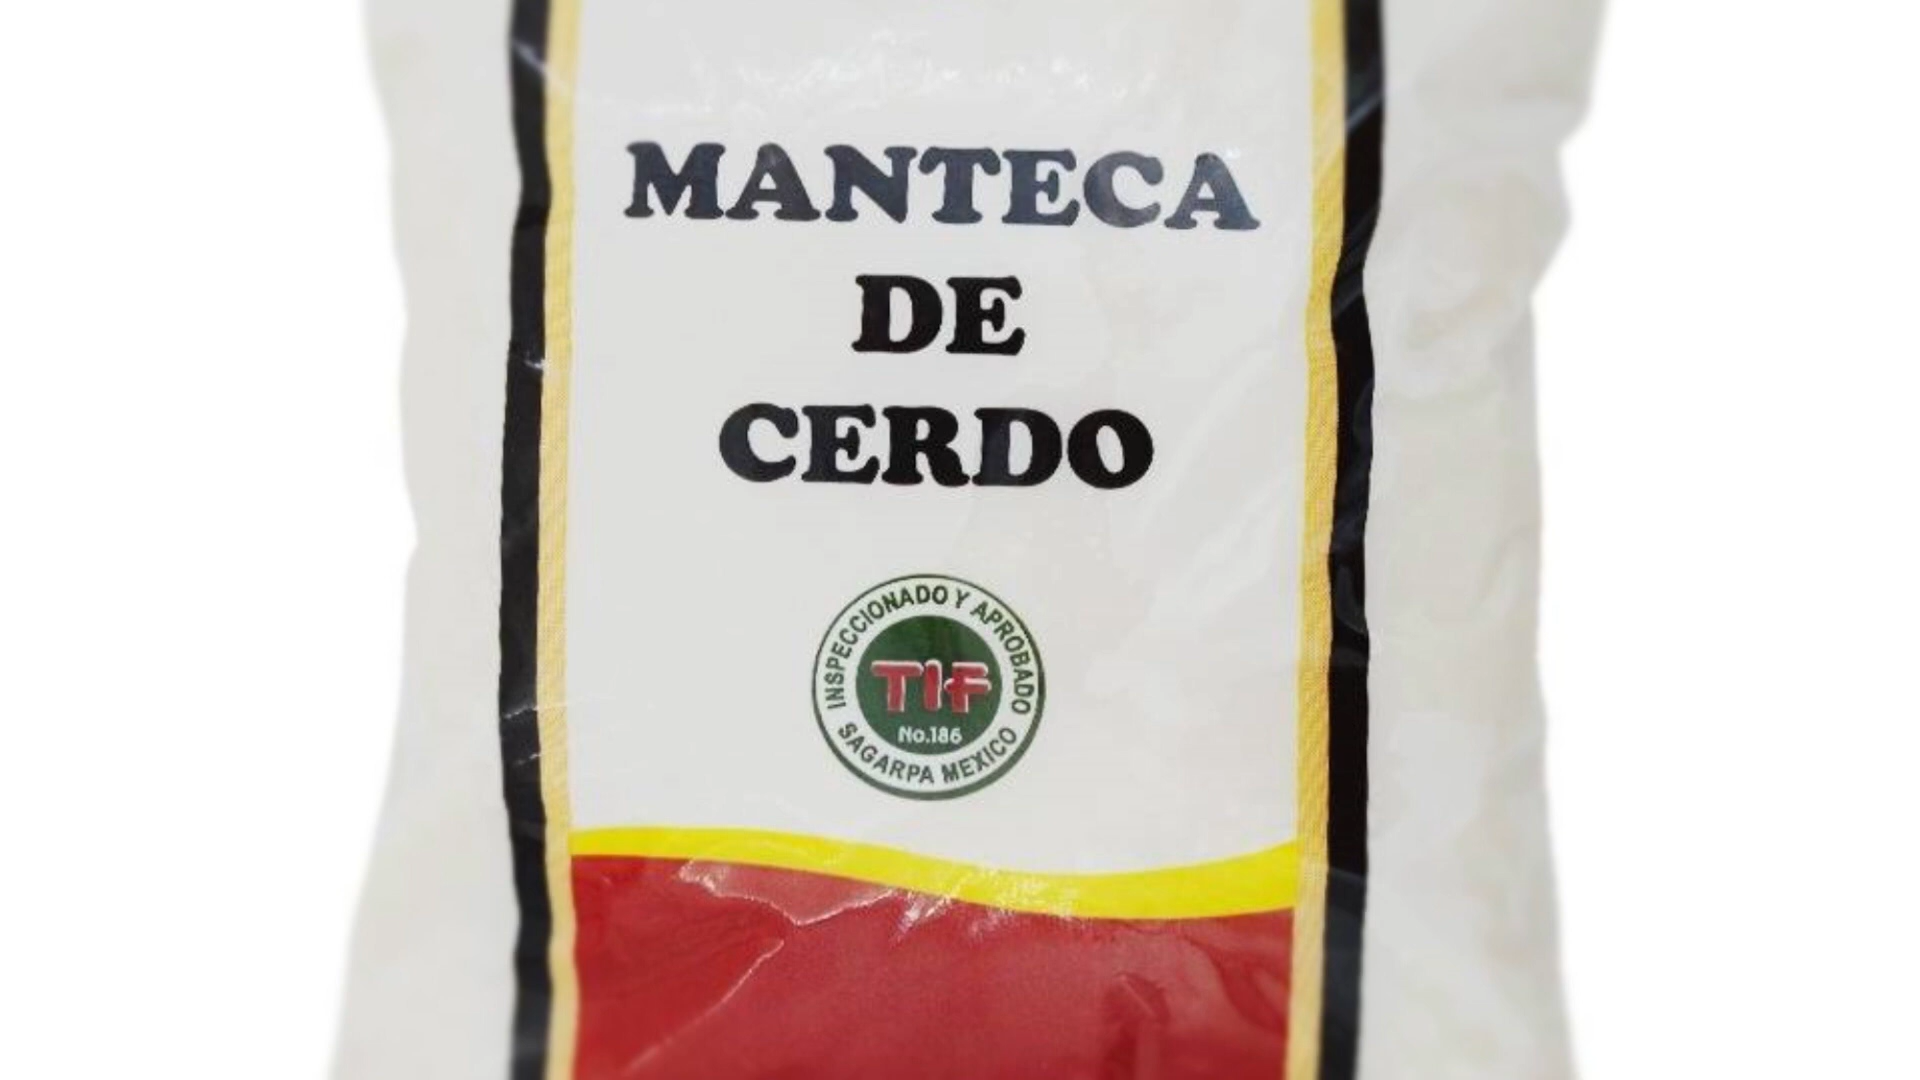 MANTECA
DE
CERDO
INSPECCIONADO Y APROBADO
TIF
No.186
SAGARPA MEXICO